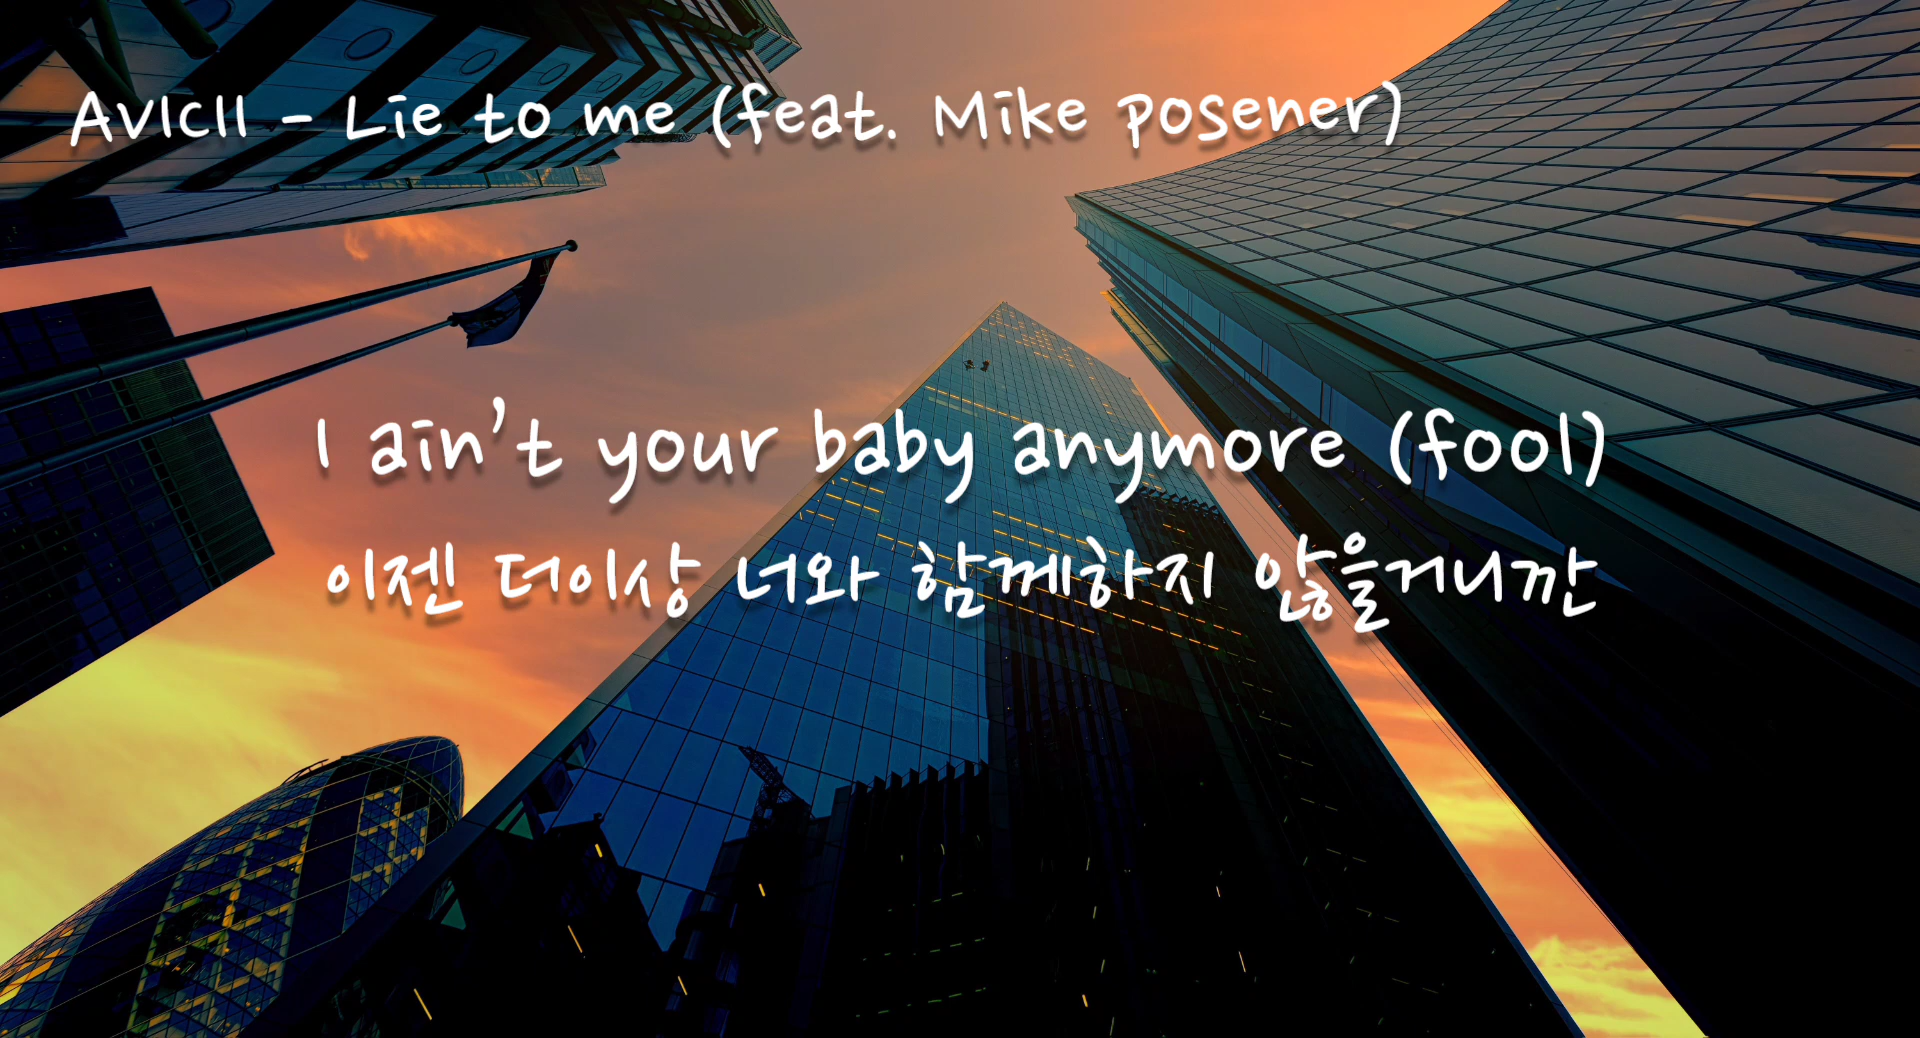 AVICII - Lie to me (feat. Mike Posener)
I ain't your baby anymore (fool)
이젠 더이상 너와 함께하지 않을거니깐